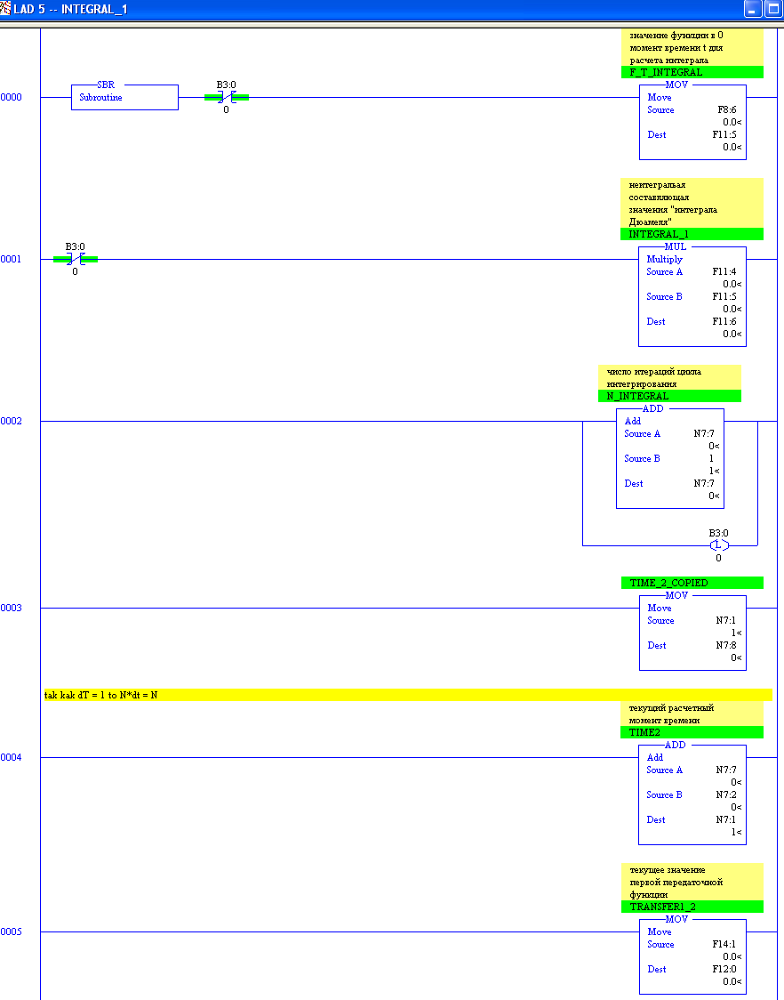 LAD 5 -- INTEGRAL_1
значение функции в 0
момент времени t для
расчета интеграла
F_T_INTEGRAL
0000
SBR
Subroutine
B3:0
0
MOV
Move
Source F8:6
0.0<
Dest F11:5
0.0<
неитегральая
составляющая
значения "интеграла
Дюамеля"
INTEGRAL_1
0001
B3:0
0
MUL
Multiply
Source A F11:4
0.0<
Source B F11:5
0.0<
Dest F11:6
0.0<
число итераций цикла
интегрирования
N_INTEGRAL
0002
ADD
Add
Source A N7:7
0<
Source B 1
1<
Dest N7:7
0<
B3:0
L
0
TIME_2_COPIED
0003
MOV
Move
Source N7:1
1<
Dest N7:8
0<
tak kak dT = 1 to N*dt = N
текущий расчетный
момент времени
TIME2
0004
ADD
Add
Source A N7:7
0<
Source B N7:2
0<
Dest N7:1
1<
текущее значение
первой передаточной
функции
TRANSFER1_2
0005
MOV
Move
Source F14:1
0.0<
Dest F12:0
0.0<